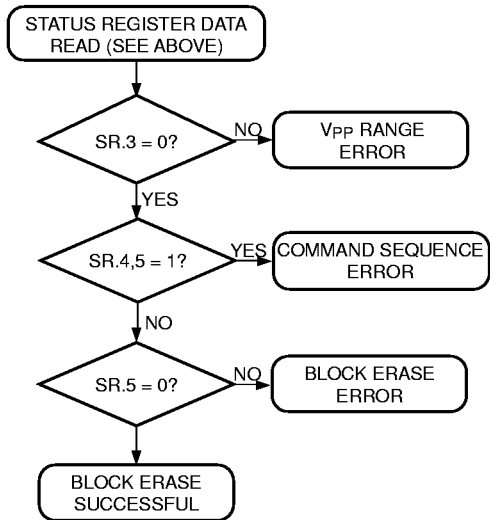 STATUS REGISTER DATA
READ (SEE ABOVE)
SR.3 = 0?
NO
VPP RANGE
ERROR
YES
SR.4,5 = 1?
YES
COMMAND SEQUENCE
ERROR
NO
SR.5 = 0?
NO
BLOCK ERASE
ERROR
BLOCK ERASE
SUCCESSFUL